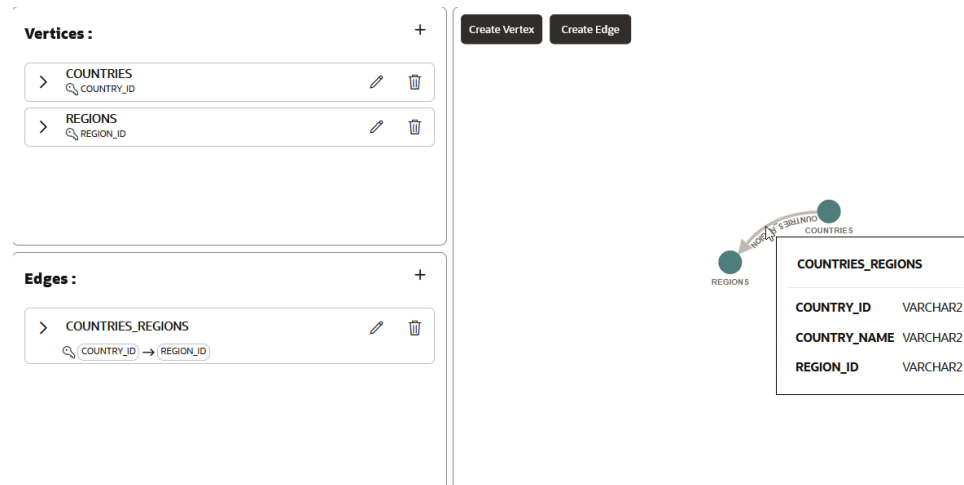 Vertices :
+
COUNTRIES
COUNTRY_ID
REGIONS
REGION_ID
Edges :
+
COUNTRIES_REGIONS
COUNTRY_ID → REGION_ID
Create Vertex
Create Edge
COUNTRIES
REGIONS
COUNTRIES_REGIONS
COUNTRY_ID VARCHAR2
COUNTRY_NAME VARCHAR2
REGION_ID VARCHAR2